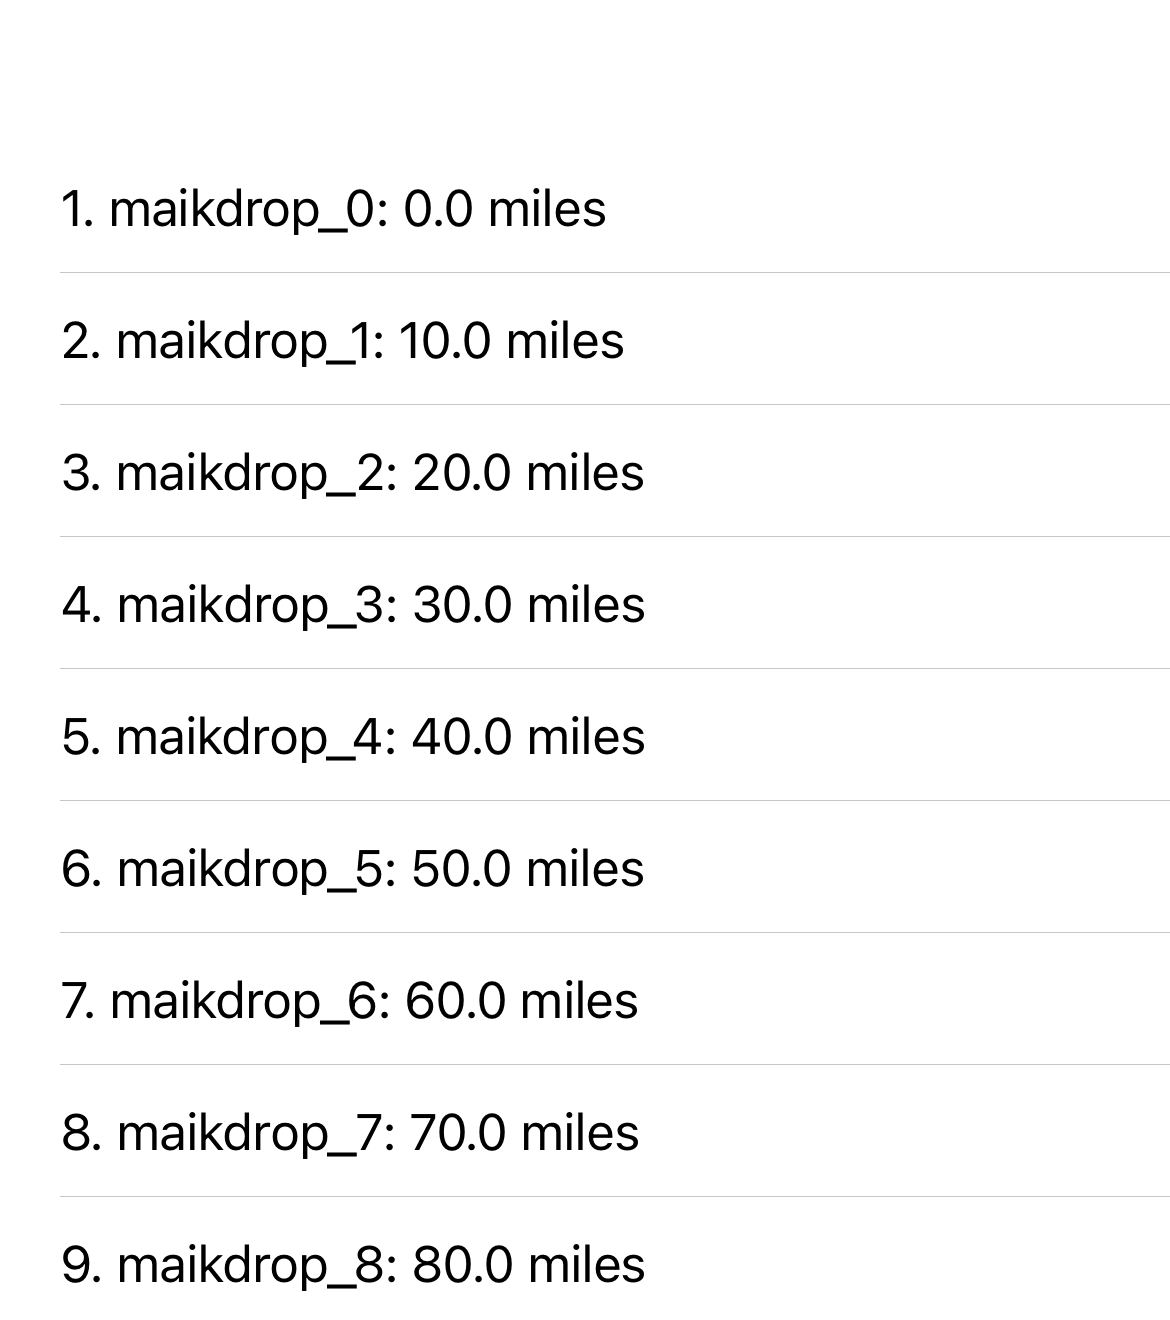 1. maikdrop_0: 0.0 miles
2. maikdrop_1: 10.0 miles
3. maikdrop_2: 20.0 miles
4. maikdrop_3: 30.0 miles
5. maikdrop_4: 40.0 miles
6. maikdrop_5: 50.0 miles
7. maikdrop_6: 60.0 miles
8. maikdrop_7: 70.0 miles
9. maikdrop_8: 80.0 miles